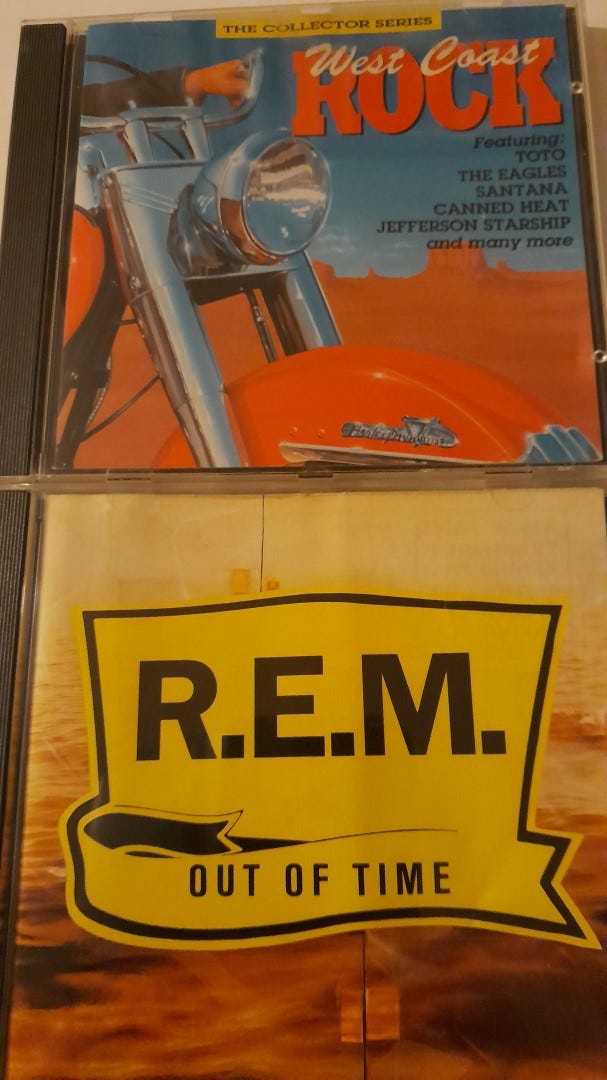 THE COLLECTOR SERIES
West Coast
ROCK
Featuring:
TOTO
THE EAGLES
SANTANA
CANNED HEAT
JEFFERSON STARSHIP
and many more
R.E.M.
OUT OF TIME